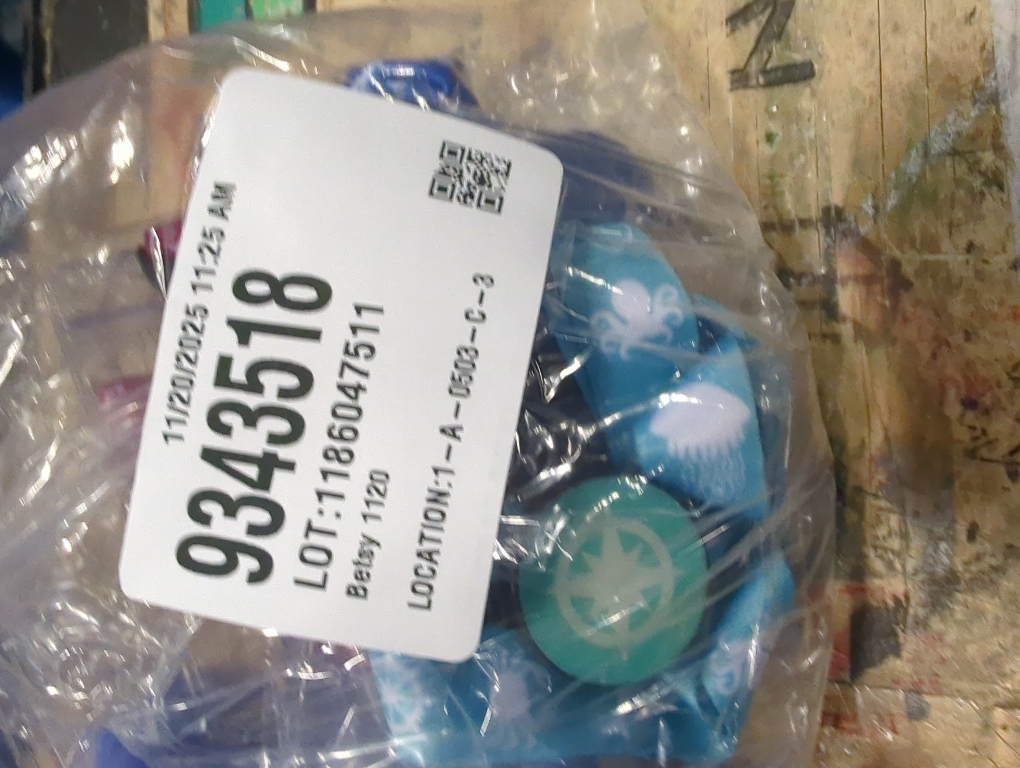 11/20/2025 11:25 AM
9343518
LOT:1186047511
Betsy 1120
LOCATION:1-A-0503-C-3